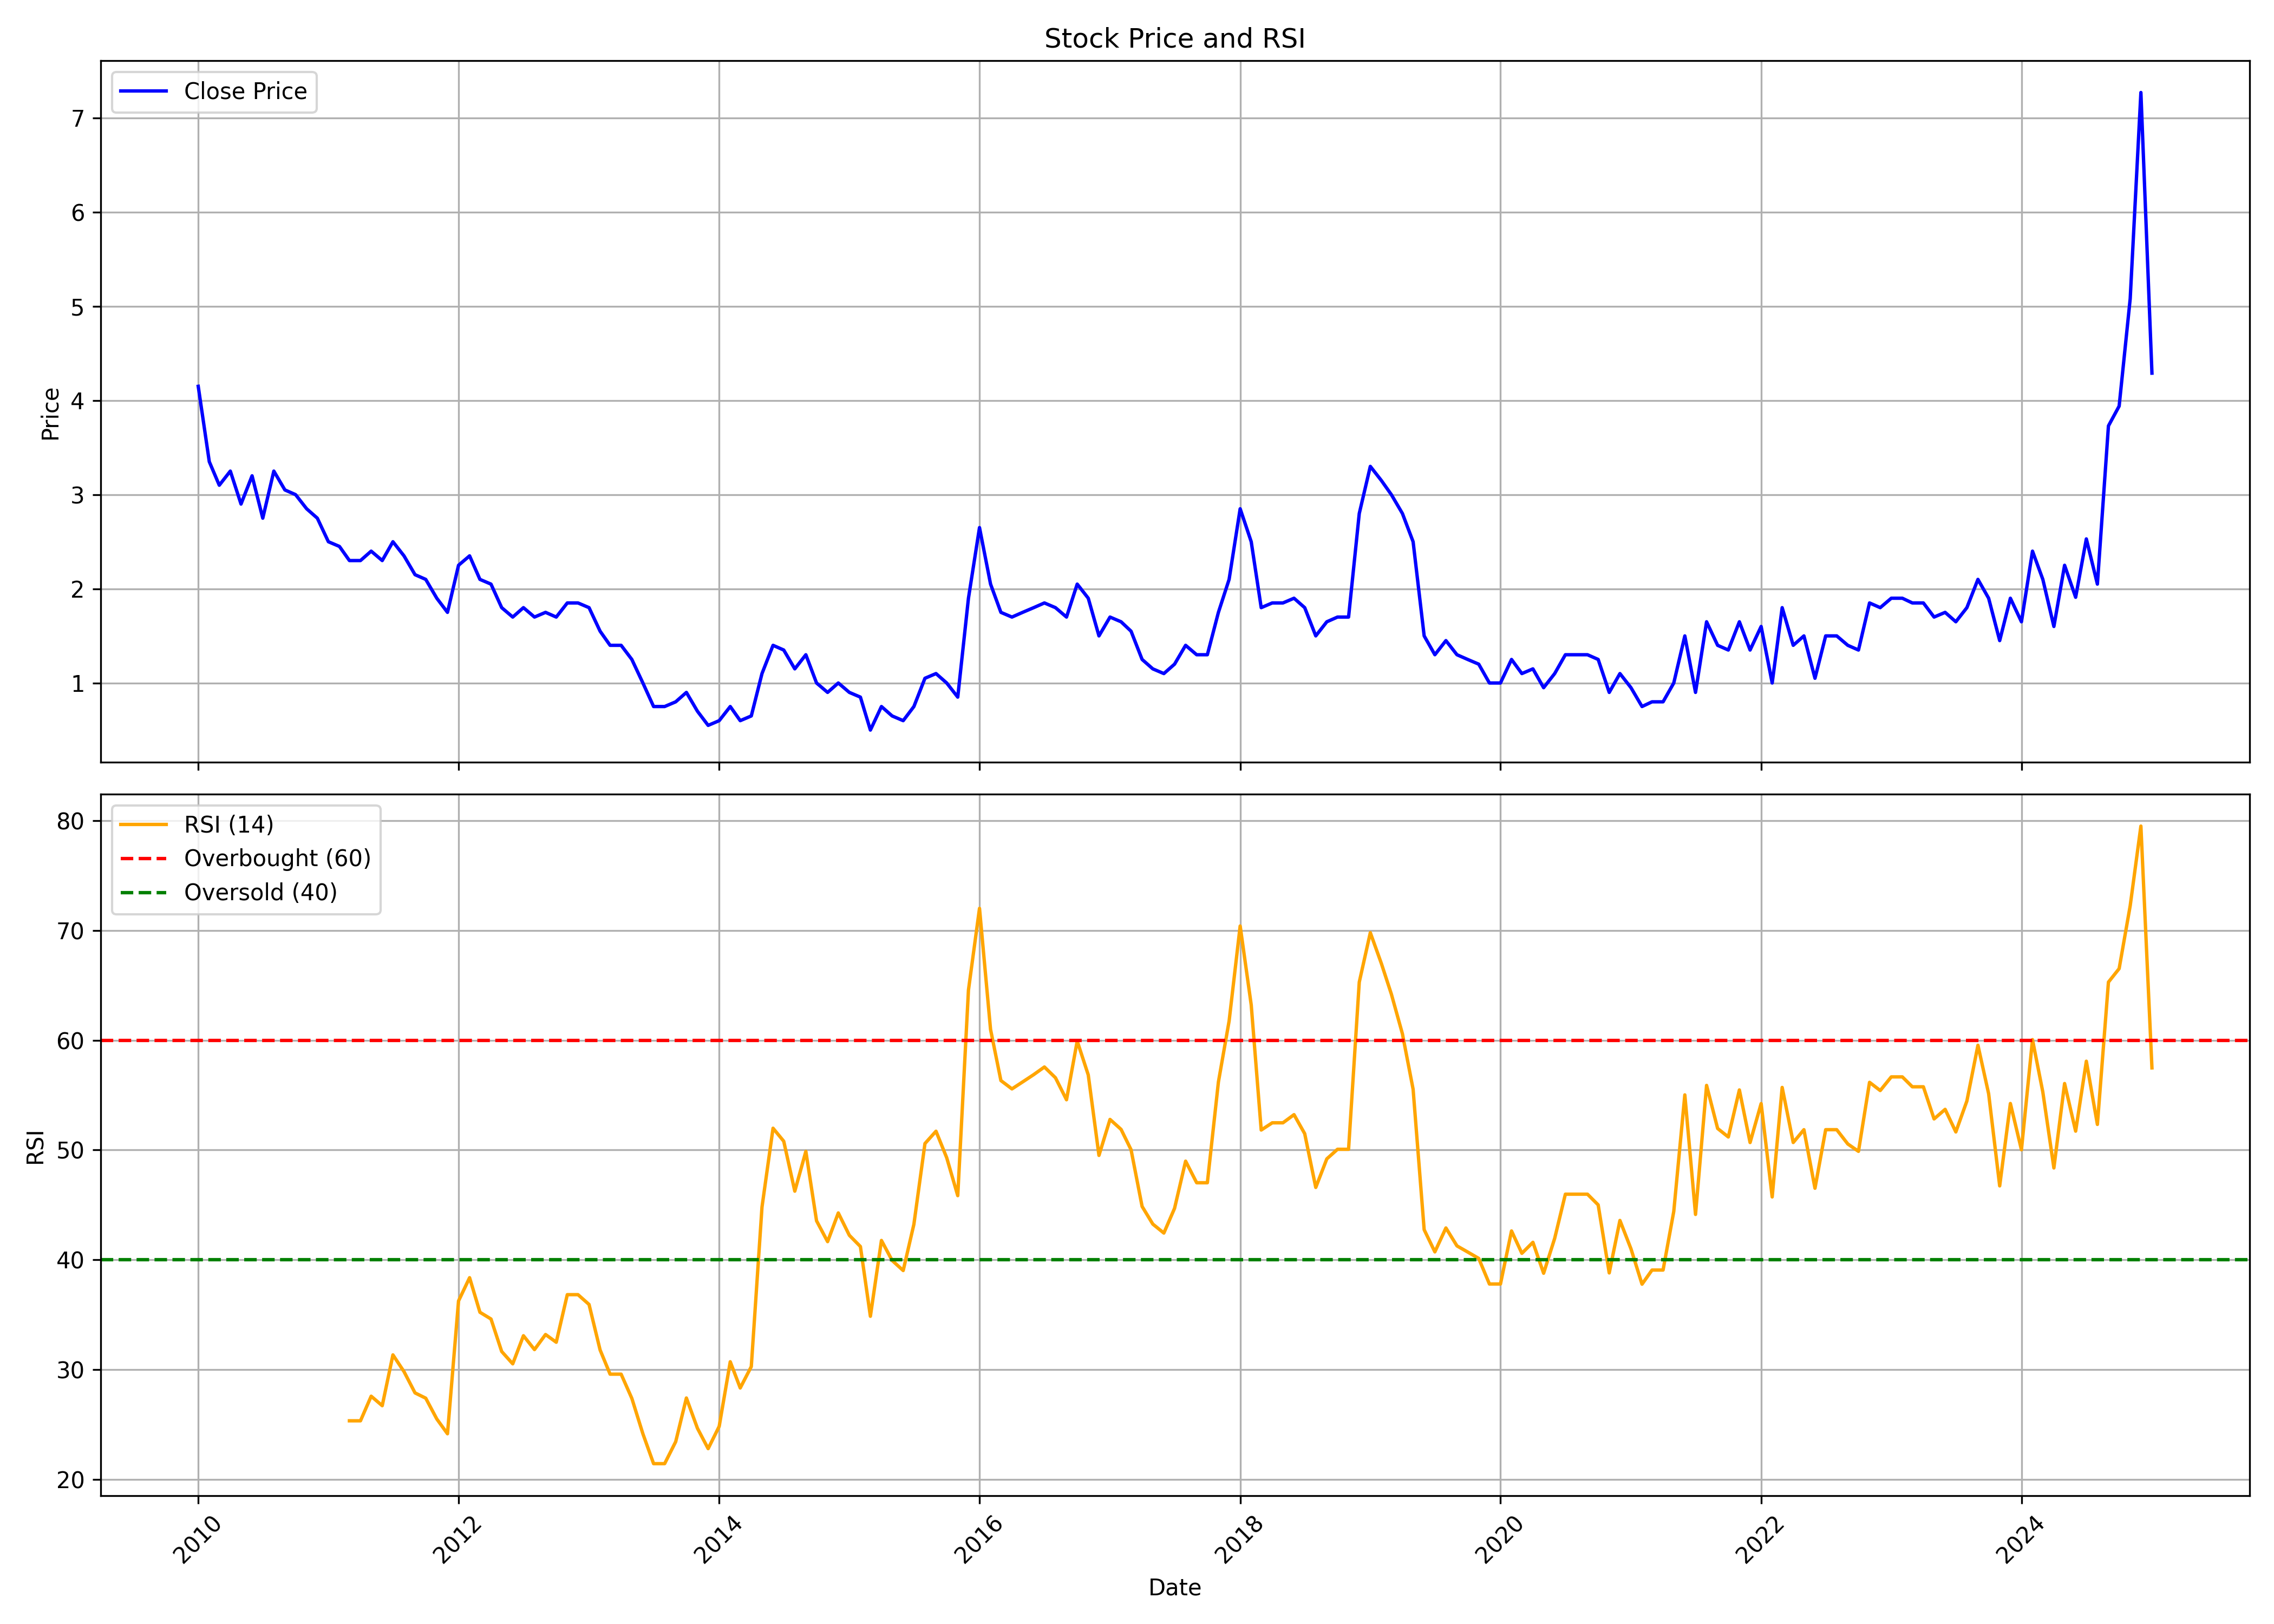 Stock Price and RSI
Close Price
7
6
5
4
3
2
1
Price
RSI (14)
Overbought (60)
Oversold (40)
80
70
60
50
40
30
20
RSI
2010
2012
2014
2016
2018
2020
2022
2024
Date